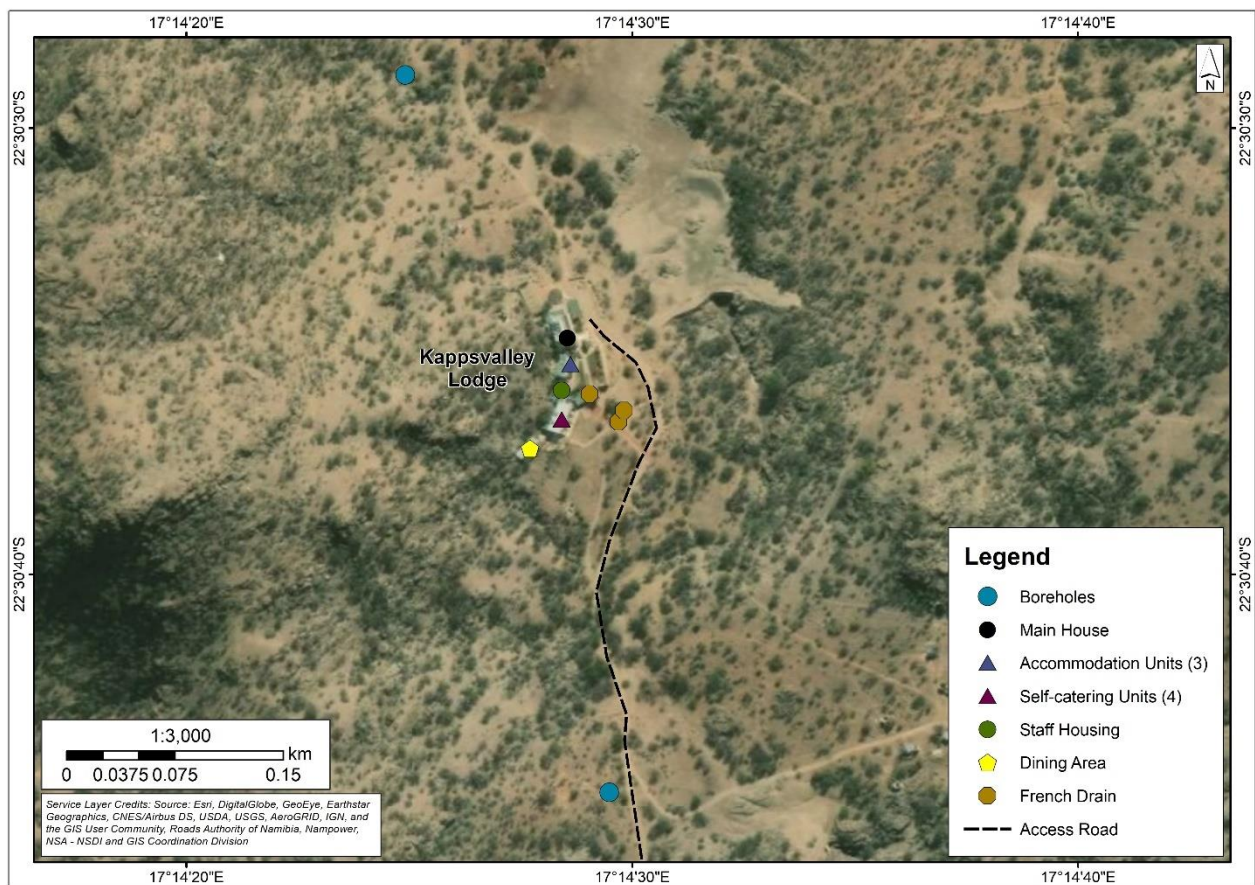 17°14'20"E
17°14'30"E
17°14'40"E
22°30'30"S
22°30'30"S
N
Kappsvalley
Lodge
22°30'40"S
22°30'40"S
Legend
Boreholes
Main House
Accommodation Units (3)
Self-catering Units (4)
Staff Housing
Dining Area
French Drain
Access Road
1:3,000
km
0 0.0375 0.075 0.15
Service Layer Credits: Source: Esri, DigitalGlobe, GeoEye, Earthstar
Geographics, CNES/Airbus DS, USDA, USGS, AeroGRID, IGN, and
the GIS User Community, Roads Authority of Namibia, Nampower,
NSA - NSDI and GIS Coordination Division
17°14'20"E
17°14'30"E
17°14'40"E